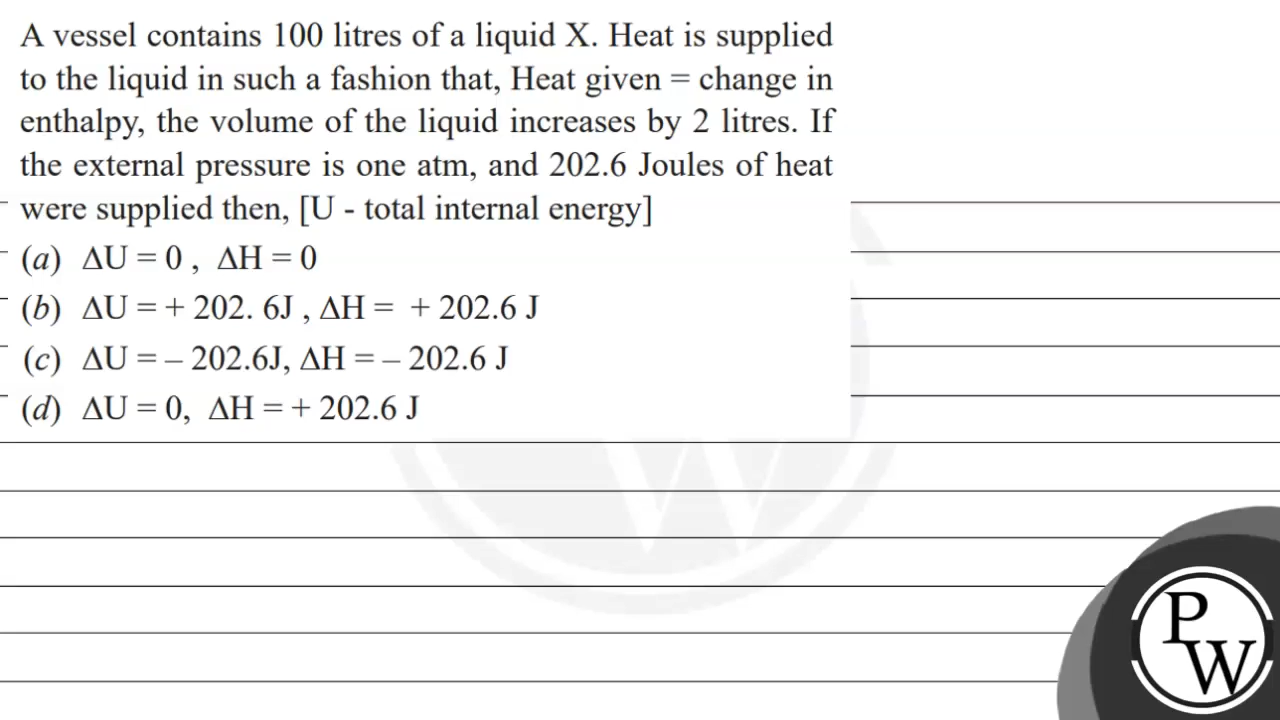 A vessel contains 100 litres of a liquid X. Heat is supplied
to the liquid in such a fashion that, Heat given = change in
enthalpy, the volume of the liquid increases by 2 litres. If
the external pressure is one atm, and 202.6 Joules of heat
were supplied then, [U - total internal energy]
(a) ΔU = 0 , ΔH = 0
(b) ΔU = + 202. 6J , ΔH = + 202.6 J
(c) ΔU = – 202.6J, ΔH = – 202.6 J
(d) ΔU = 0, ΔH = + 202.6 J
P
W